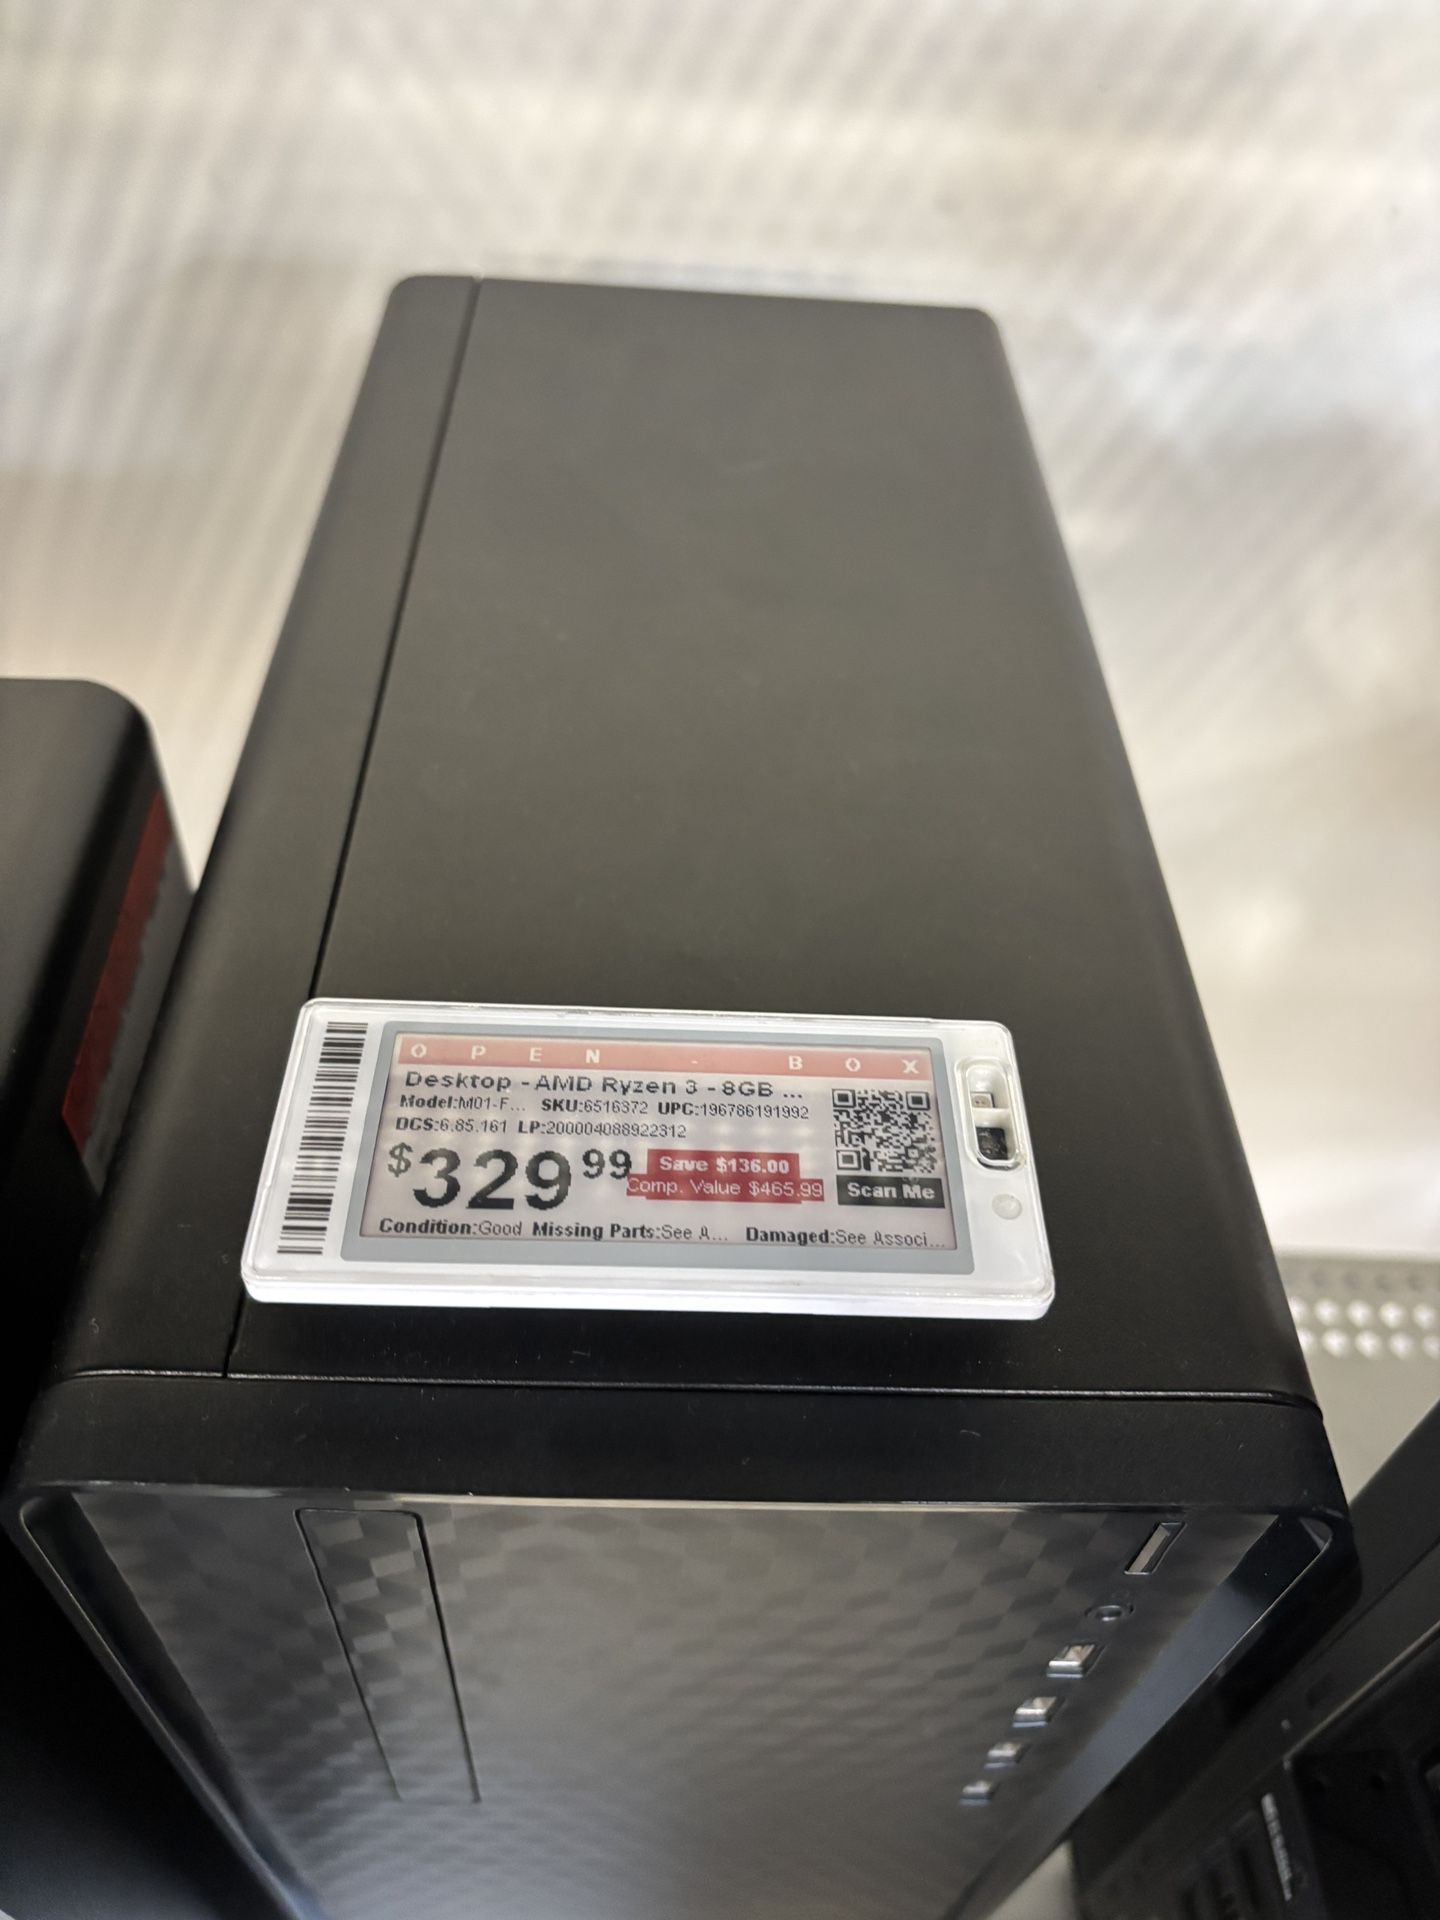 OPEN - BOX
Desktop - AMD Ryzen 3 - 8GB ...
Model:M01-F... SKU:6516372 UPC:196786191992
DCS:6.85.161 LP:200004088922312
$329.99
Save $136.00
Comp. Value $465.99
Scan Me
Condition:Good Missing Parts:See A... Damaged:See Associ...